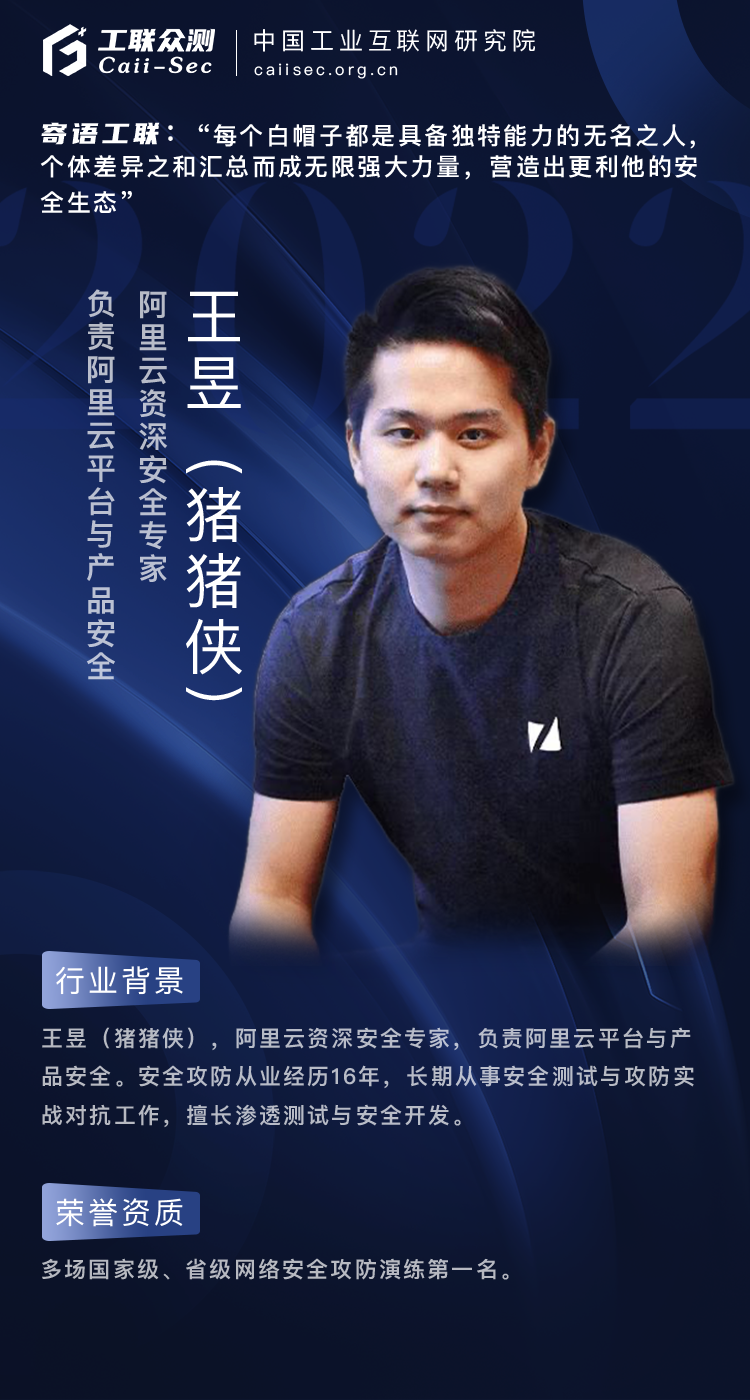 工联众测
Caii-Sec
中国工业互联网研究院
caiisec.org.cn
寄语工联：“每个白帽子都是具备独特能力的无名之人，
个体差异之和汇总而成无限强大力量，营造出更利他的安
全生态”
2022
王昱（猪猪侠）
阿里云资深安全专家
负责阿里云平台与产品安全
行业背景
王昱（猪猪侠），阿里云资深安全专家，负责阿里云平台与产
品安全。安全攻防从业经历16年，长期从事安全测试与攻防实
战对抗工作，擅长渗透测试与安全开发。
荣誉资质
多场国家级、省级网络安全攻防演练第一名。